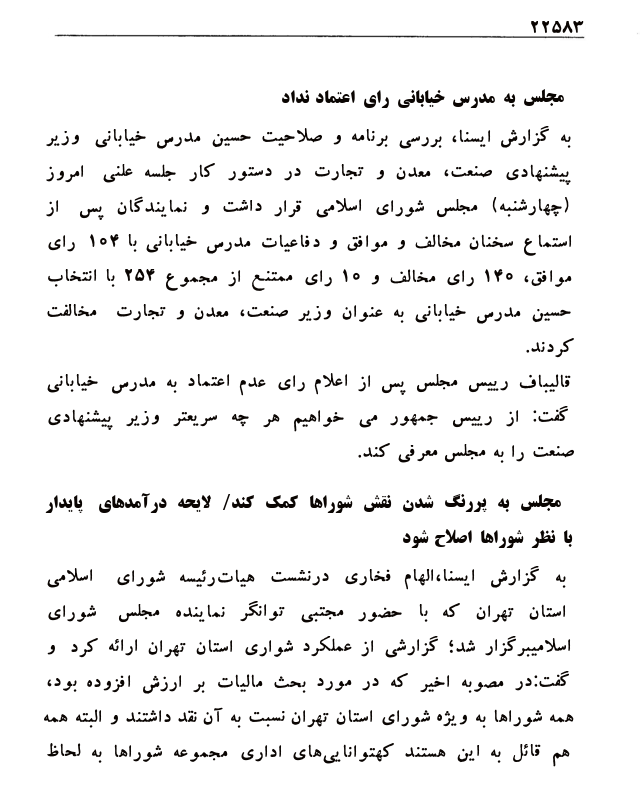 ۲۲۵۸۳
مجلس به مدرس خیابانی رای اعتماد نداد
به گزارش ایسنا، بررسی برنامه و صلاحیت حسین مدرس خیابانی وزیر
پیشنهادی صنعت، معدن و تجارت در دستور کار جلسه علنی امروز
(چهارشنبه) مجلس شورای اسلامی قرار داشت و نمایندگان پس از
استماع سخنان مخالف و موافق و دفاعیات مدرس خیابانی با ۱۰۴ رای
موافق، ۱۴۰ رای مخالف و ۱۰ رای ممتنع از مجموع ۲۵۴ با انتخاب
حسین مدرس خیابانی به عنوان وزیر صنعت، معدن و تجارت مخالفت
کردند.
قالیباف رییس مجلس پس از اعلام رای عدم اعتماد به مدرس خیابانی
گفت: از رییس جمهور می خواهیم هر چه سریعتر وزیر پیشنهادی
صنعت را به مجلس معرفی کند.
مجلس به پررنگ شدن نقش شوراها کمک کند/ لایحه درآمدهای پایدار
با نظر شوراها اصلاح شود
به گزارش ایسنا،الهام فخاری درنشست هیات‌رئیسه شورای اسلامی
استان تهران که با حضور مجتبی توانگر نماینده مجلس شورای
اسلامیبرگزار شد؛ گزارشی از عملکرد شواری استان تهران ارائه کرد و
گفت:در مصوبه اخیر که در مورد بحث مالیات بر ارزش افزوده بود،
همه شوراها به ویژه شورای استان تهران نسبت به آن نقد داشتند و البته همه
هم قائل به این هستند کهتوانایی‌های اداری مجموعه شوراها به لحاظ